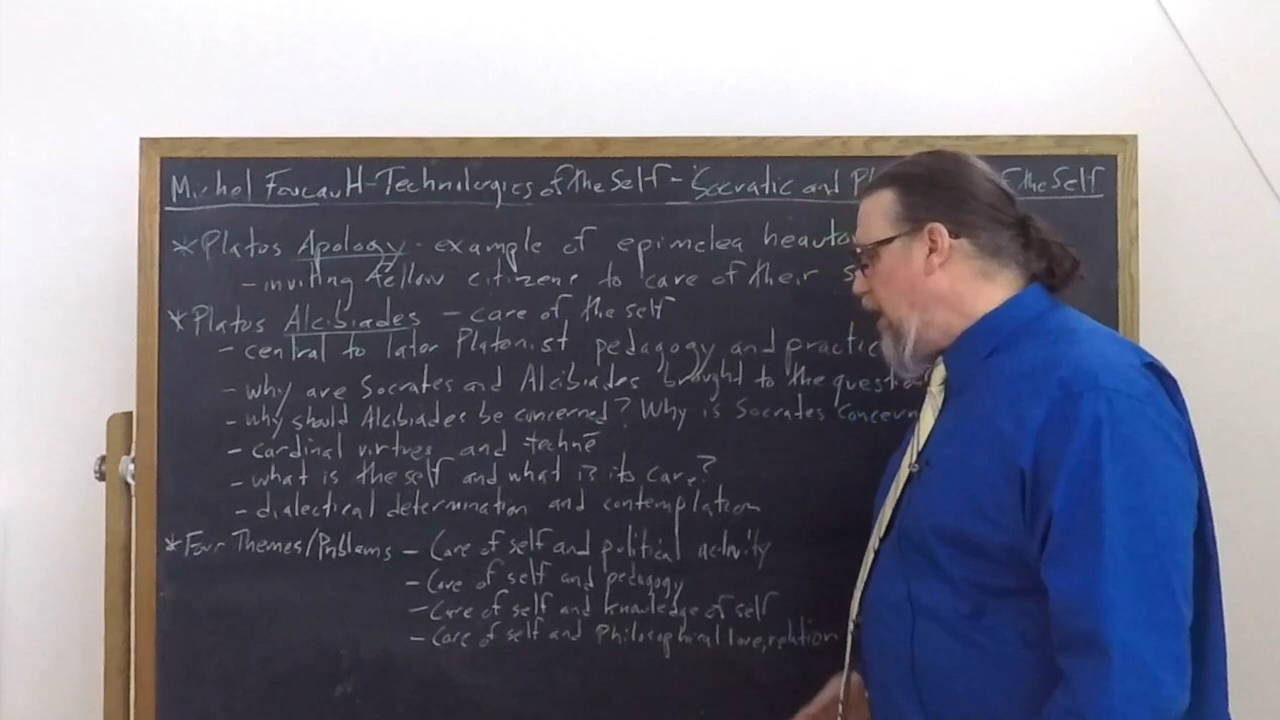 Michel Foucault - Technologies of the Self - Socratic and Pl of the Self
* Platos Apology - example of epimelea heauto
- inviting fellow citizens to care of their s
* Platos Alcibiades - care of the self
- central to later Platonist pedagogy and practic
- why are Socrates and Alcibiades brought to the questi
- why should Alcibiades be concerned? Why is Socrates concern
- cardinal virtues and technē
- what is the self and what is its care?
- dialectical determination and contemplation
* Four Themes/Problems - Care of self and political activity
- Care of self and pedagogy
- Care of self and knowledge of self
- Care of self and philosophical love, relation